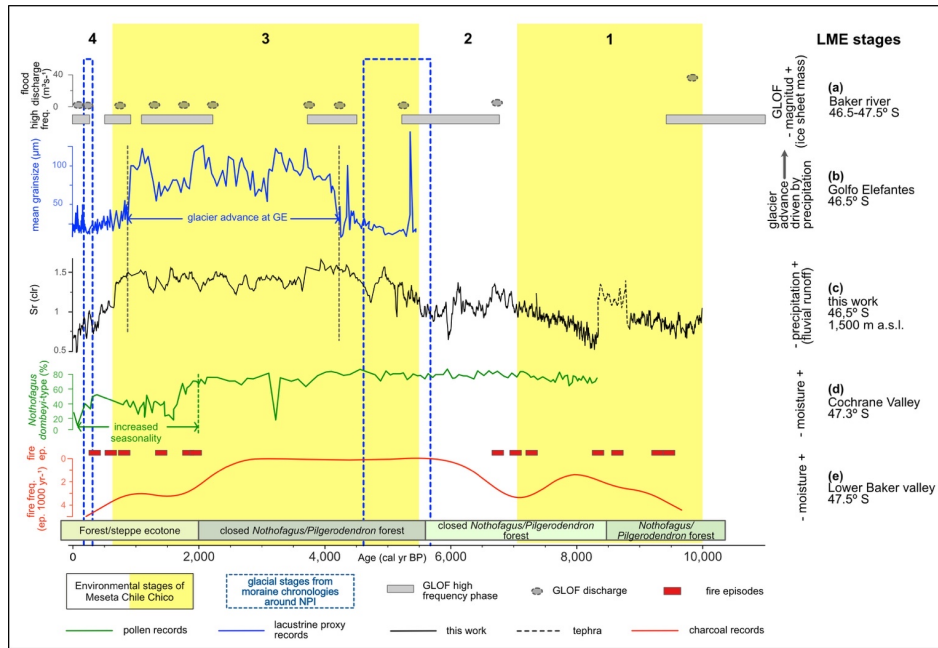 4
3
2
1
LME stages
flood
discharge
(m³s-¹)
40
20
0
high
freq.
(a)
Baker river
46.5-47.5º S
GLOF
- magnitud +
(ice sheet mass)
mean grainsize (μm)
100
50
glacier advance at GE
glacier
advance
driven by
precipitation
(b)
Golfo Elefantes
46.5º S
Sr (clr)
1.5
1
0.5
- precipitation +
(fluvial runoff)
(c)
this work
46,5º S
1,500 m a.s.l.
Nothofagus
dombeyi-type (%)
80
60
40
20
0
increased
seasonality
- moisture +
(d)
Cochrane Valley
47.3º S
fire
ep.
fire freq.
(ep. 1000 yr-¹)
0
2
4
- moisture +
(e)
Lower Baker valley
47.5º S
Forest/steppe ecotone
closed Nothofagus/Pilgerodendron forest
closed Nothofagus/Pilgerodendron
forest
Nothofagus/
Pilgerodendron forest
0
2,000
4,000
Age (cal yr BP)
6,000
8,000
10,000
Environmental stages of
Meseta Chile Chico
glacial stages from
moraine chronologies
around NPI
GLOF high
frequency phase
GLOF discharge
fire episodes
pollen records
lacustrine proxy
records
this work
tephra
charcoal records